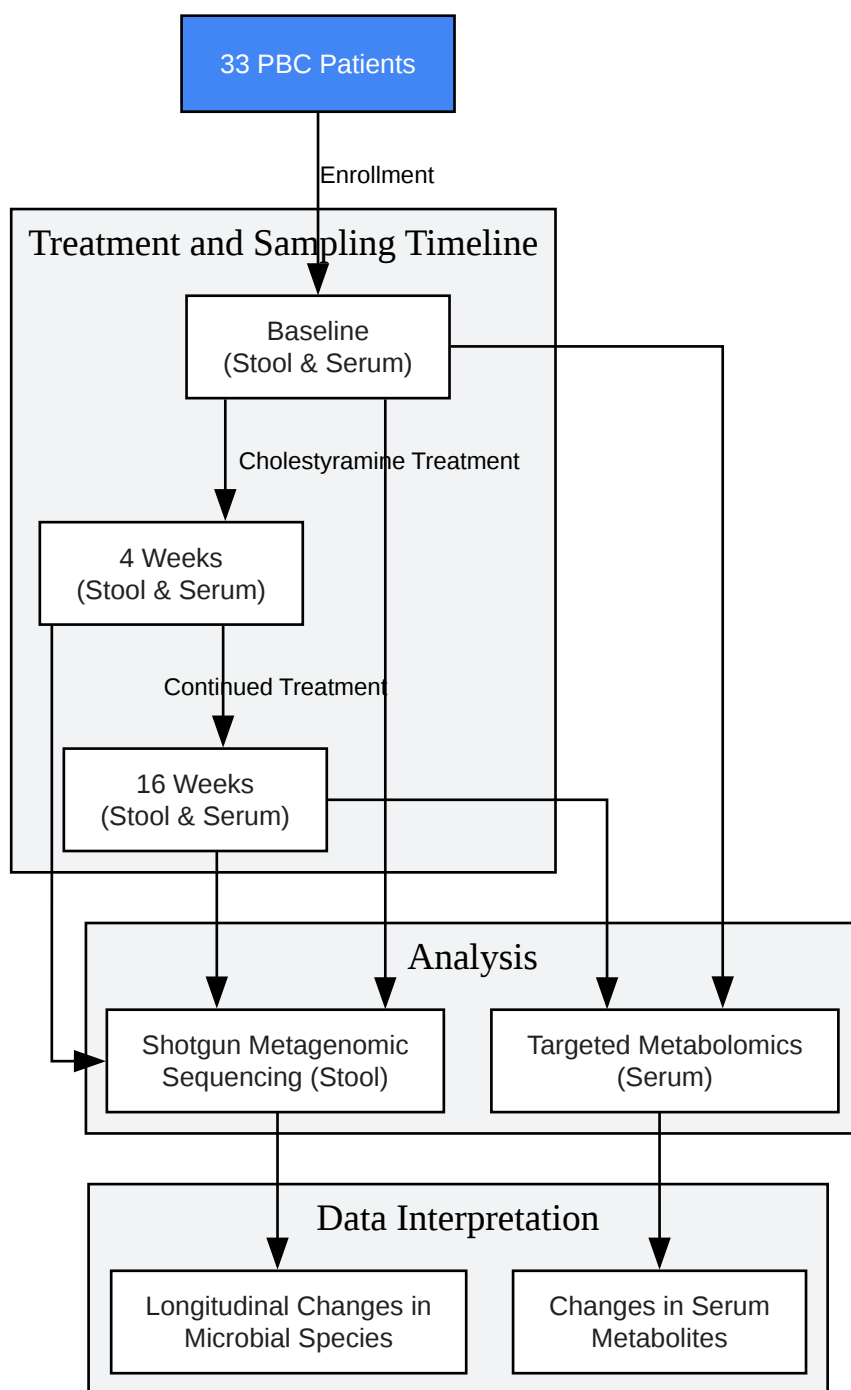 33 PBC Patients
Enrollment
Treatment and Sampling Timeline
Baseline
(Stool & Serum)
Cholestyramine Treatment
4 Weeks
(Stool & Serum)
Continued Treatment
16 Weeks
(Stool & Serum)
Analysis
Shotgun Metagenomic
Sequencing (Stool)
Targeted Metabolomics
(Serum)
Data Interpretation
Longitudinal Changes in
Microbial Species
Changes in Serum
Metabolites